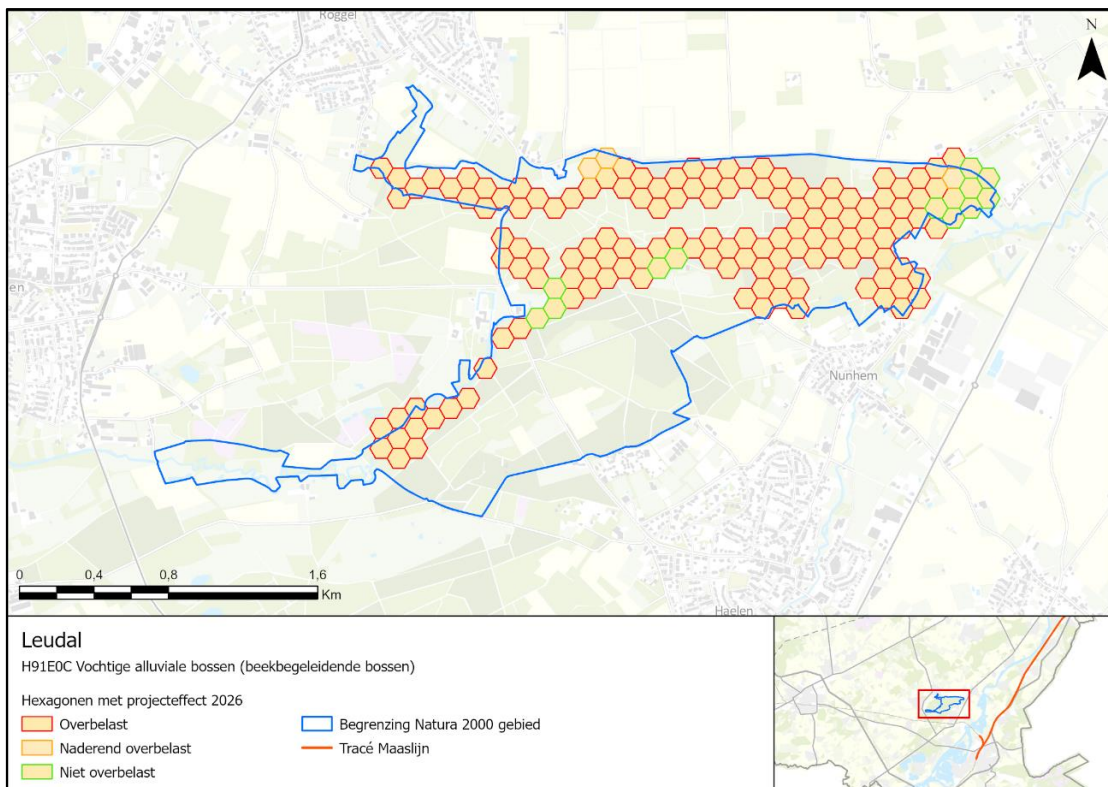 Roggel
N
en
Nunhem
Haelen
0 0,4 0,8 1,6
Km
Leudal
H91E0C Vochtige alluviale bossen (beekbegeleidende bossen)
Hexagonen met projecteffect 2026
Overbelast
Naderend overbelast
Niet overbelast
Begrenzing Natura 2000 gebied
Tracé Maaslijn